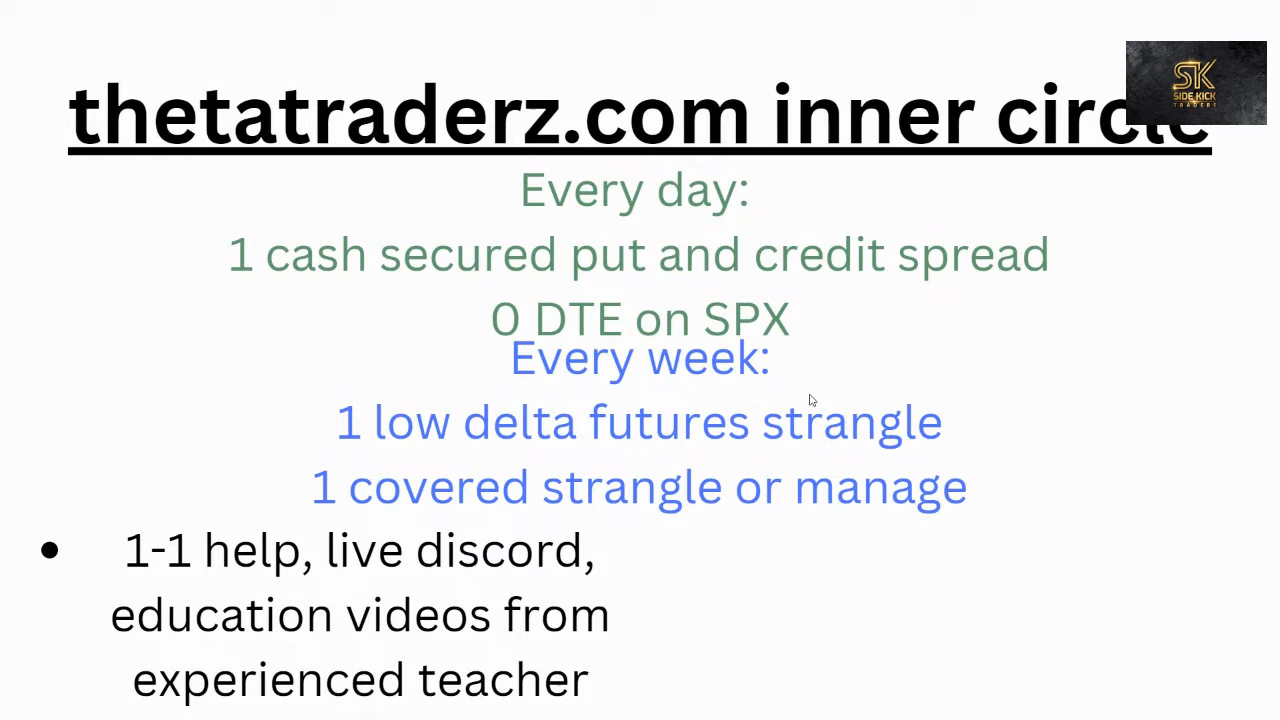 SK
SIDE KICK
TRADERS
thetatraderz.com inner circle
Every day:
1 cash secured put and credit spread
0 DTE on SPX
Every week:
1 low delta futures strangle
1 covered strangle or manage
• 1-1 help, live discord,
education videos from
experienced teacher